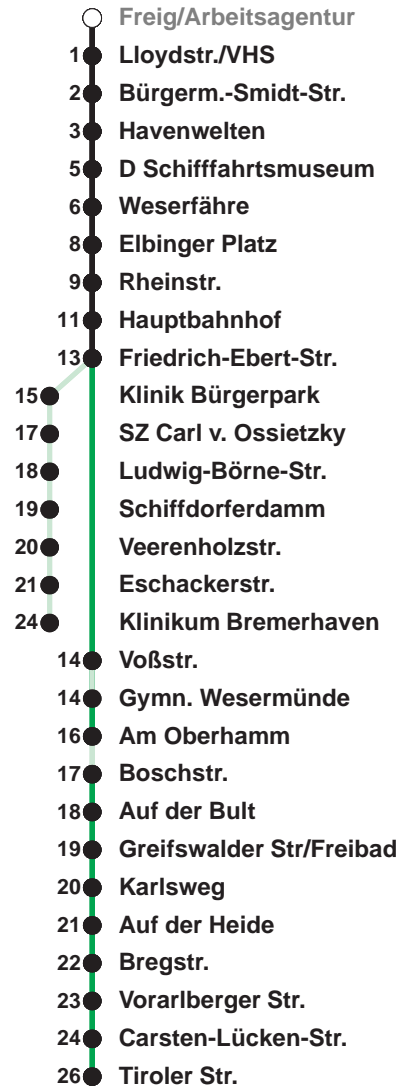 Freig/Arbeitsagentur
1 Lloydstr./VHS
2 Bürgerm.-Smidt-Str.
3 Havenwelten
5 D Schifffahrtsmuseum
6 Weserfähre
8 Elbinger Platz
9 Rheinstr.
11 Hauptbahnhof
13 Friedrich-Ebert-Str.
15 Klinik Bürgerpark
17 SZ Carl v. Ossietzky
18 Ludwig-Börne-Str.
19 Schiffdorferdamm
20 Veerenholzstr.
21 Eschackerstr.
24 Klinikum Bremerhaven
14 Voßstr.
14 Gymn. Wesermünde
16 Am Oberhamm
17 Boschstr.
18 Auf der Bult
19 Greifswalder Str/Freibad
20 Karlsweg
21 Auf der Heide
22 Bregstr.
23 Vorarlberger Str.
24 Carsten-Lücken-Str.
26 Tiroler Str.